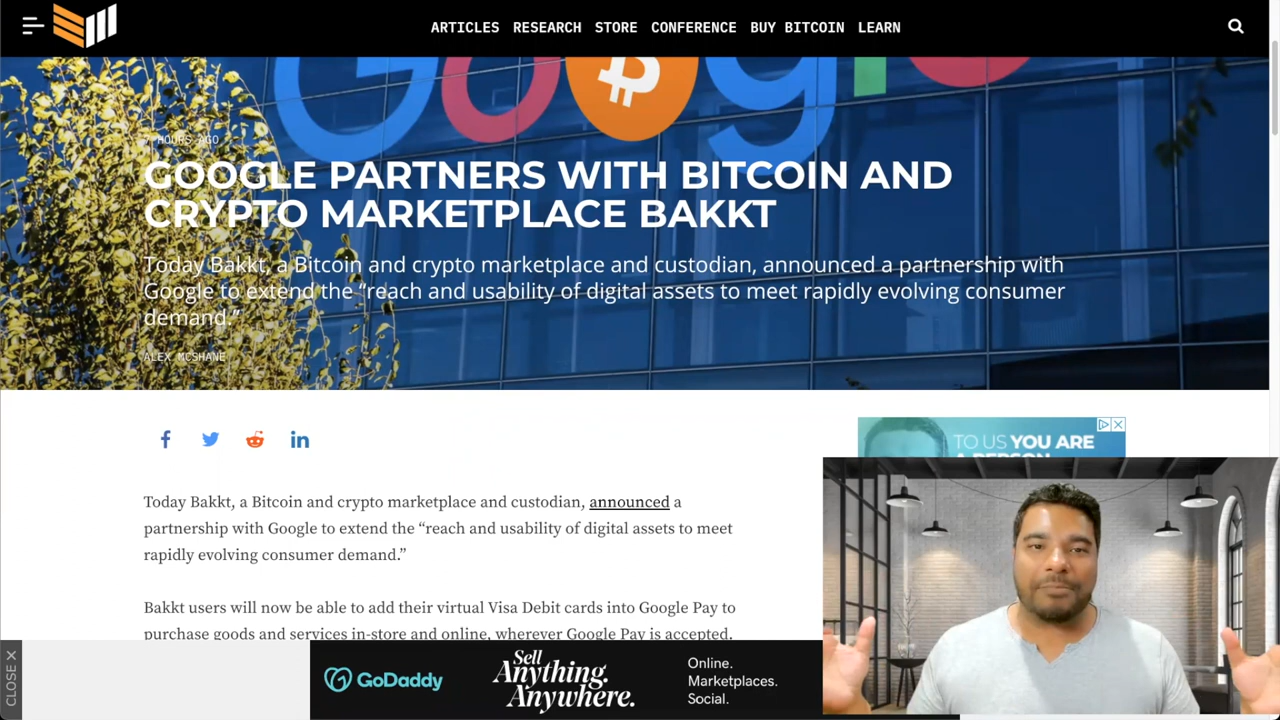 ARTICLES RESEARCH STORE CONFERENCE BUY BITCOIN LEARN
Google
7 HOURS AGO
GOOGLE PARTNERS WITH BITCOIN AND
CRYPTO MARKETPLACE BAKKT
Today Bakkt, a Bitcoin and crypto marketplace and custodian, announced a partnership with
Google to extend the “reach and usability of digital assets to meet rapidly evolving consumer
demand.”
ALEX MCSHANE
TO US YOU ARE
A PERSON
Today Bakkt, a Bitcoin and crypto marketplace and custodian, announced a
partnership with Google to extend the “reach and usability of digital assets to meet
rapidly evolving consumer demand.”
Bakkt users will now be able to add their virtual Visa Debit cards into Google Pay to
purchase goods and services in-store and online, wherever Google Pay is accepted.
CLOSE X
GoDaddy
Sell
Anything.
Anywhere.
Online.
Marketplaces.
Social.